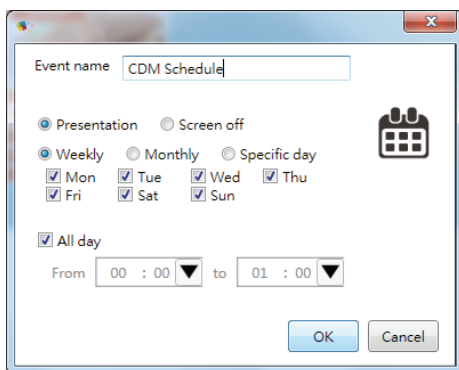 Event name CDM Schedule
Presentation Screen off
Weekly Monthly Specific day
Mon Tue Wed Thu
Fri Sat Sun
All day
From 00 : 00 to 01 : 00
OK Cancel